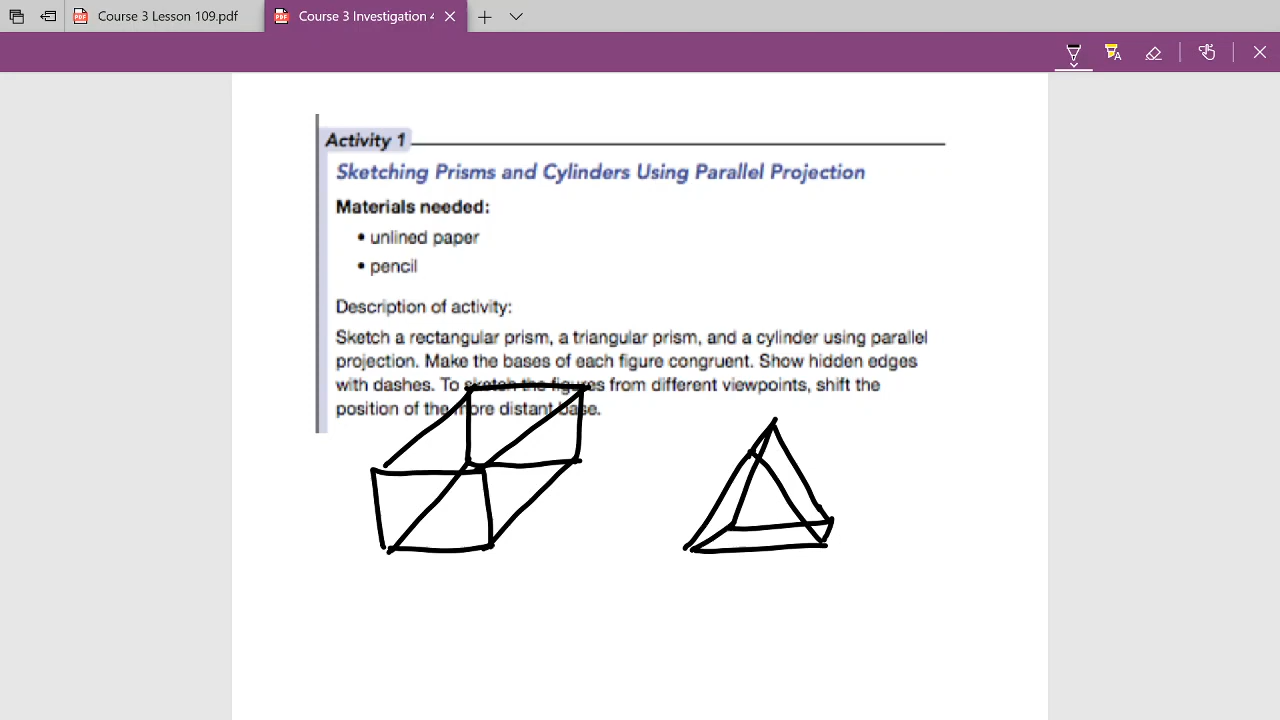 Course 3 Lesson 109.pdf
Course 3 Investigation 4
Activity 1
Sketching Prisms and Cylinders Using Parallel Projection
Materials needed:
• unlined paper
• pencil
Description of activity:
Sketch a rectangular prism, a triangular prism, and a cylinder using parallel
projection. Make the bases of each figure congruent. Show hidden edges
with dashes. To sketch the figures from different viewpoints, shift the
position of the more distant base.